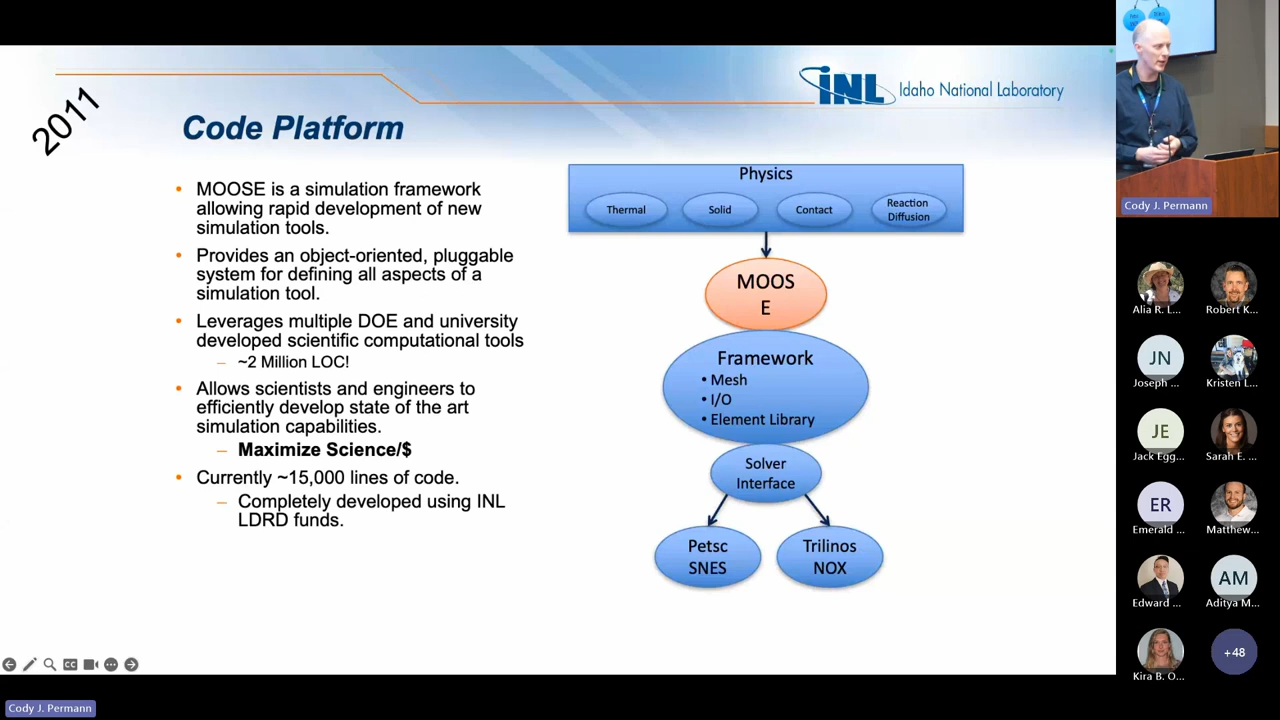 2011
INL Idaho National Laboratory
Code Platform
• MOOSE is a simulation framework
allowing rapid development of new
simulation tools.
• Provides an object-oriented, pluggable
system for defining all aspects of a
simulation tool.
• Leverages multiple DOE and university
developed scientific computational tools
– ~2 Million LOC!
• Allows scientists and engineers to
efficiently develop state of the art
simulation capabilities.
– Maximize Science/$
• Currently ~15,000 lines of code.
– Completely developed using INL
LDRD funds.
Physics
Thermal
Solid
Contact
Reaction
Diffusion
MOOS
E
Framework
• Mesh
• I/O
• Element Library
Solver
Interface
Petsc
SNES
Trilinos
NOX
CC
Cody J. Permann
Cody J. Permann
Alia R. L...
Robert K...
JN
Joseph ...
Kristen L...
JE
Jack Egg...
Sarah E. ...
ER
Emerald ...
Matthew...
Edward ...
AM
Aditya M...
Kira B. O...
+48